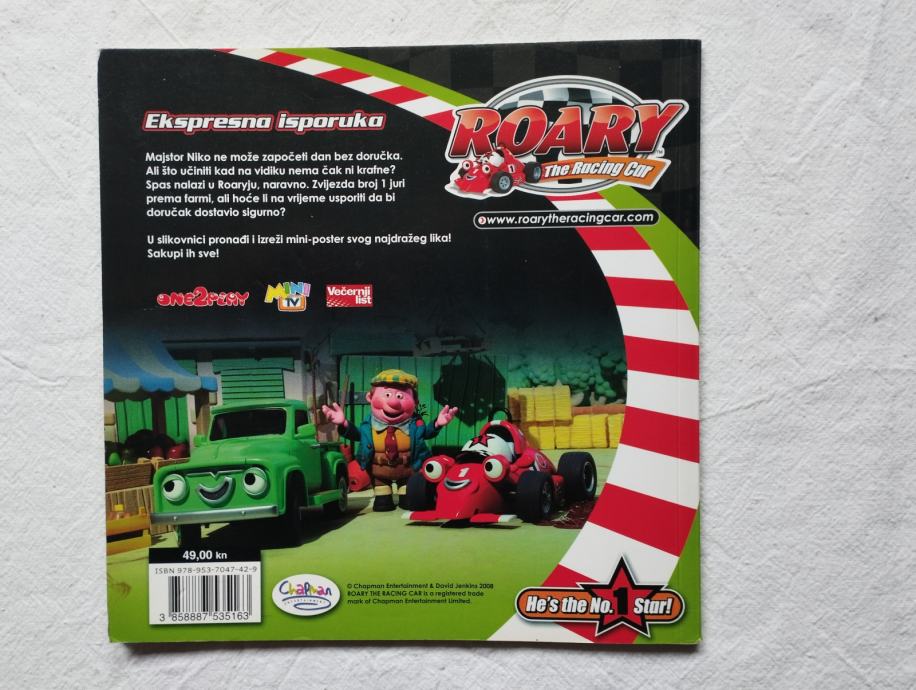 Ekspresna isporuka
Majstor Niko ne može započeti dan bez doručka.
Ali što učiniti kad na vidiku nema čak ni krafne?
Spas nalazi u Roaryju, naravno. Zvijezda broj 1 juri
prema farmi, ali hoće li na vrijeme usporiti da bi
doručak dostavio sigurno?
U slikovnici pronađi i izreži mini-poster svog najdražeg lika!
Sakupi ih sve!
ROARY
The Racing Car
www.roarytheracingcar.com
ONE2PLAY
MINI
TV
Večernji
list
1
49,00 kn
ISBN 978-953-7047-42-9
3 858887 535163
Chapman
ENTERTAINMENT
© Chapman Entertainment & David Jenkins 2008
ROARY THE RACING CAR is a registered trade
mark of Chapman Entertainment Limited.
He's the No. 1 Star!